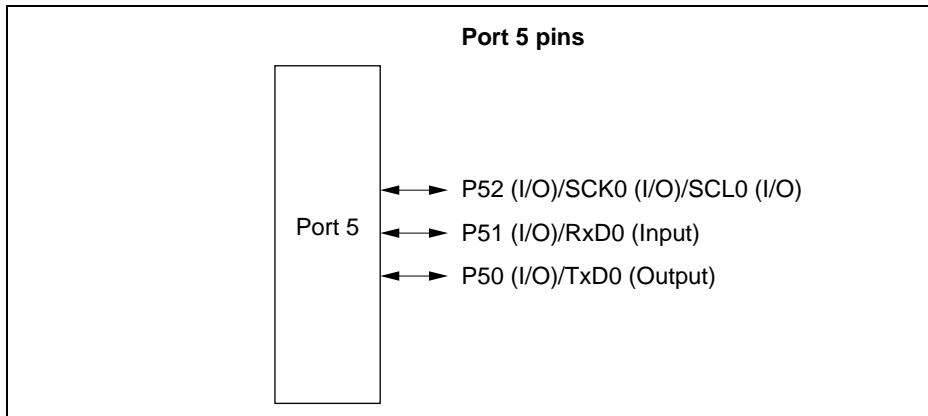 Port 5 pins
P52 (I/O)/SCK0 (I/O)/SCL0 (I/O)
Port 5
P51 (I/O)/RxD0 (Input)
P50 (I/O)/TxD0 (Output)